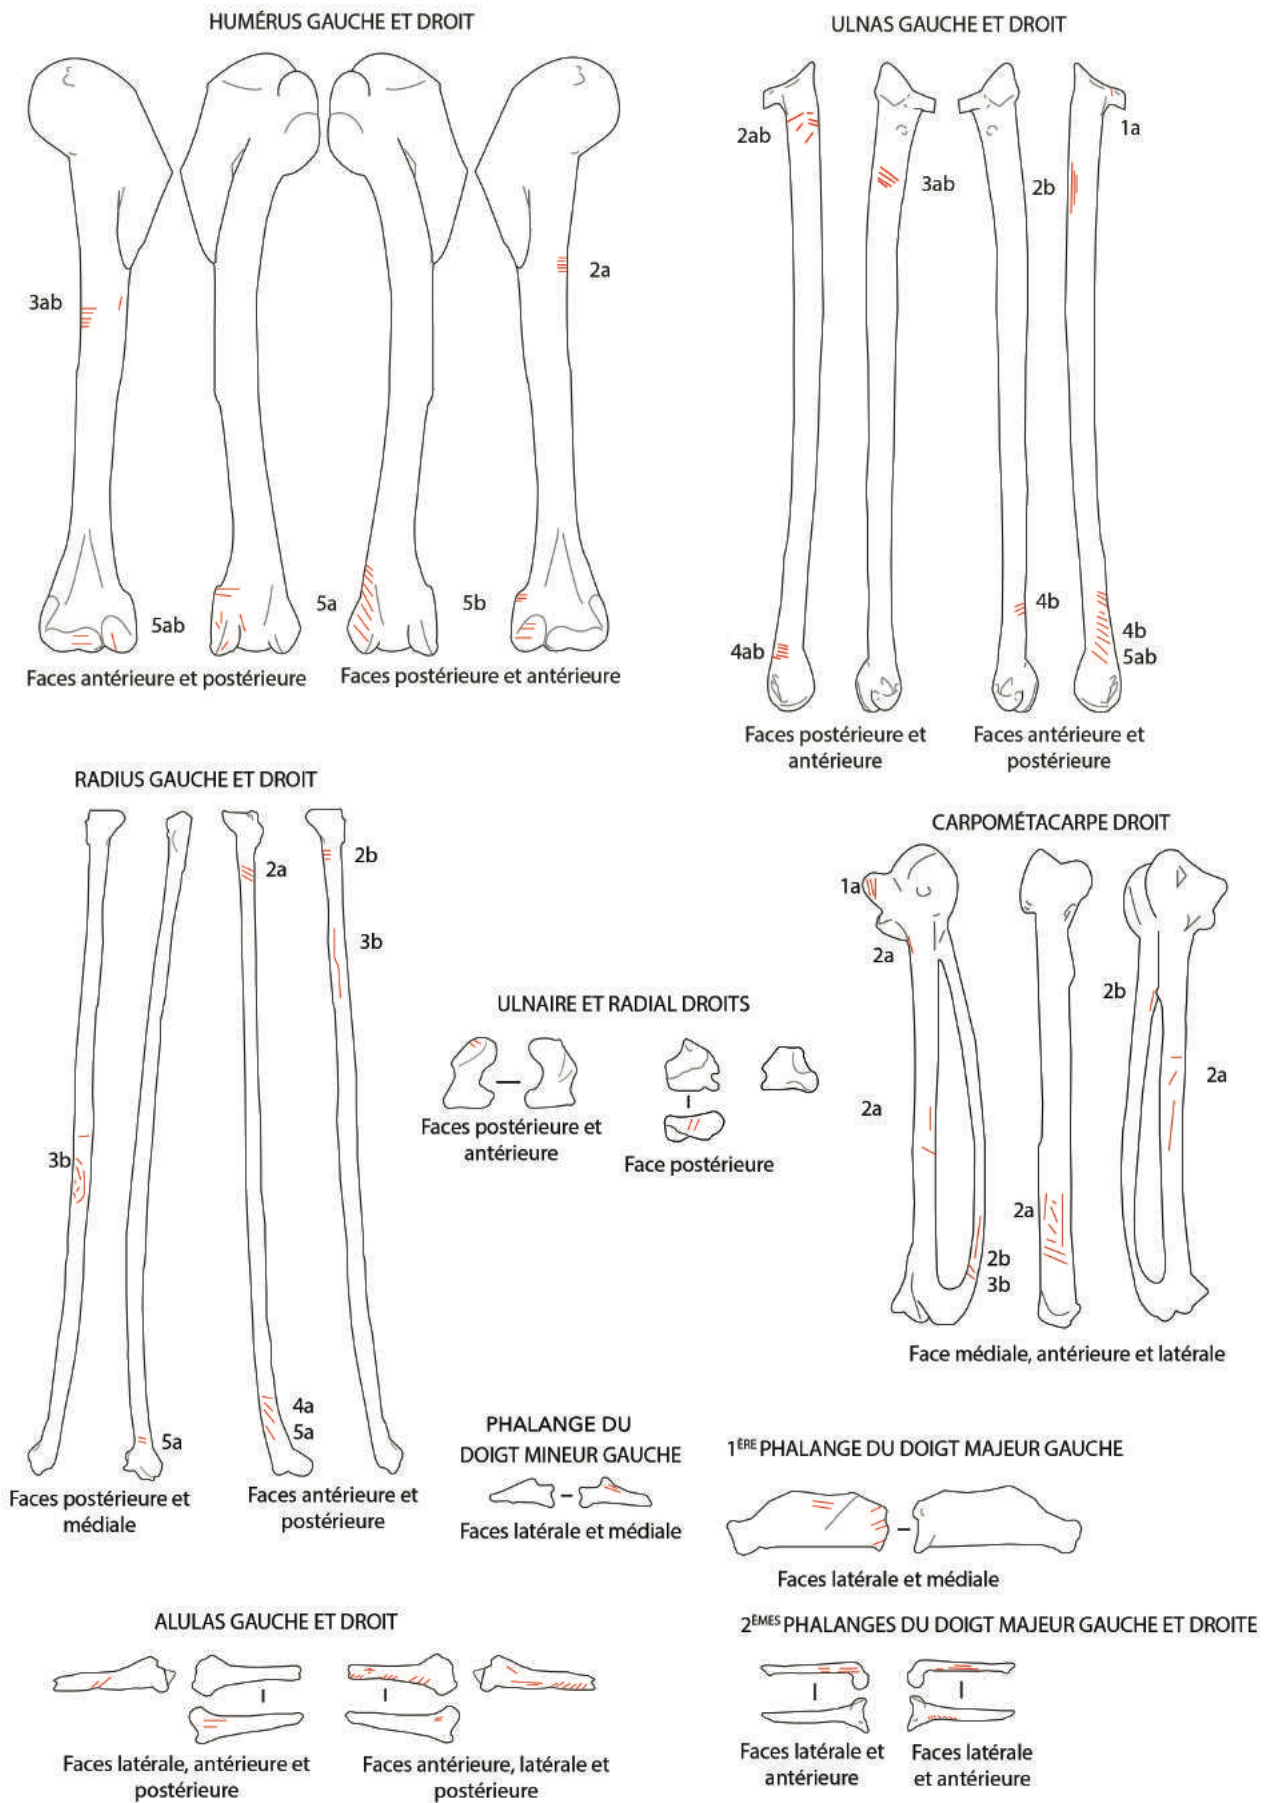 HUMÉRUS GAUCHE ET DROIT
3ab
2a
5ab
5a
5b
Faces antérieure et postérieure
Faces postérieure et antérieure
ULNAS GAUCHE ET DROIT
2ab
3ab
2b
1a
4ab
4b
4b
5ab
Faces postérieure et
antérieure
Faces antérieure et
postérieure
RADIUS GAUCHE ET DROIT
2a
2b
3b
3b
4a
5a
5a
Faces postérieure et
médiale
Faces antérieure et
postérieure
ULNAIRE ET RADIAL DROITS
Faces postérieure et
antérieure
Face postérieure
CARPOMÉTACARPE DROIT
1a
2a
2b
2a
2a
2a
2b
3b
Face médiale, antérieure et latérale
PHALANGE DU
DOIGT MINEUR GAUCHE
Faces latérale et médiale
1ÈRE PHALANGE DU DOIGT MAJEUR GAUCHE
Faces latérale et médiale
ALULAS GAUCHE ET DROIT
Faces latérale, antérieure et
postérieure
Faces antérieure, latérale et
postérieure
2ÈMES PHALANGES DU DOIGT MAJEUR GAUCHE ET DROITE
Faces latérale et
antérieure
Faces latérale
et antérieure